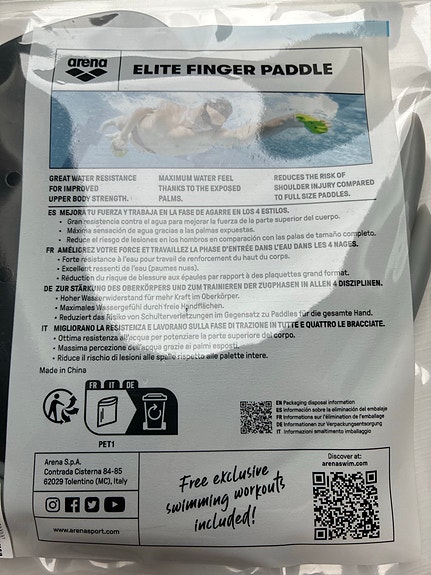 arena
ELITE FINGER PADDLE
GREAT WATER RESISTANCE
FOR IMPROVED
UPPER BODY STRENGTH.
MAXIMUM WATER FEEL
THANKS TO THE EXPOSED
PALMS.
REDUCES THE RISK OF
SHOULDER INJURY COMPARED
TO FULL SIZE PADDLES.
ES MEJORA TU FUERZA Y TRABAJA EN LA FASE DE AGARRE EN LOS 4 ESTILOS.
• Gran resistencia contra el agua para mejorar la fuerza de la parte superior del cuerpo.
• Máxima sensación de agua gracias a las palmas expuestas.
• Reduce el riesgo de lesiones en los hombros en comparación con las palas de tamaño completo.
FR AMÉLIOREZ VOTRE FORCE ET TRAVAILLEZ LA PHASE D'ENTRÉE DANS L'EAU DANS LES 4 NAGES.
• Forte résistance à l'eau pour travail de renforcement du haut du corps.
• Excellent ressenti de l'eau (paumes nues).
• Réduction du risque de blessure aux épaules par rapport à des plaquettes grand format.
DE ZUR STÄRKUNG DES OBERKÖRPERS UND ZUM TRAINIEREN DER ZUGPHASEN IN ALLEN 4 DISZIPLINEN.
• Hoher Wasserwiderstand für mehr Kraft im Oberkörper.
• Maximales Wassergefühl durch freie Handflächen.
• Reduziert das Risiko von Schulterverletzungen im Gegensatz zu Paddles für die gesamte Hand.
IT MIGLIORANO LA RESISTENZA E LAVORANO SULLA FASE DI TRAZIONE IN TUTTE E QUATTRO LE BRACCIATE.
• Ottima resistenza all'acqua per potenziare la parte superiore del corpo.
• Massima percezione dell'acqua grazie ai palmi esposti.
• Riduce il rischio di lesioni alle spalle rispetto alle palette intere.
Made in China
FR IT DE
PET1
EN Packaging disposal information
ES Información sobre la eliminación del embalaje
FR Informations sur l'élimination de l'emballage
DE Informationen zur Verpackungsentsorgung
IT Informazioni smaltimento imballaggio
Arena S.p.A.
Contrada Cisterna 84-85
62029 Tolentino (MC), Italy
www.arenasport.com
Free exclusive
swimming workouts
included!
Discover at:
arenaswim.com